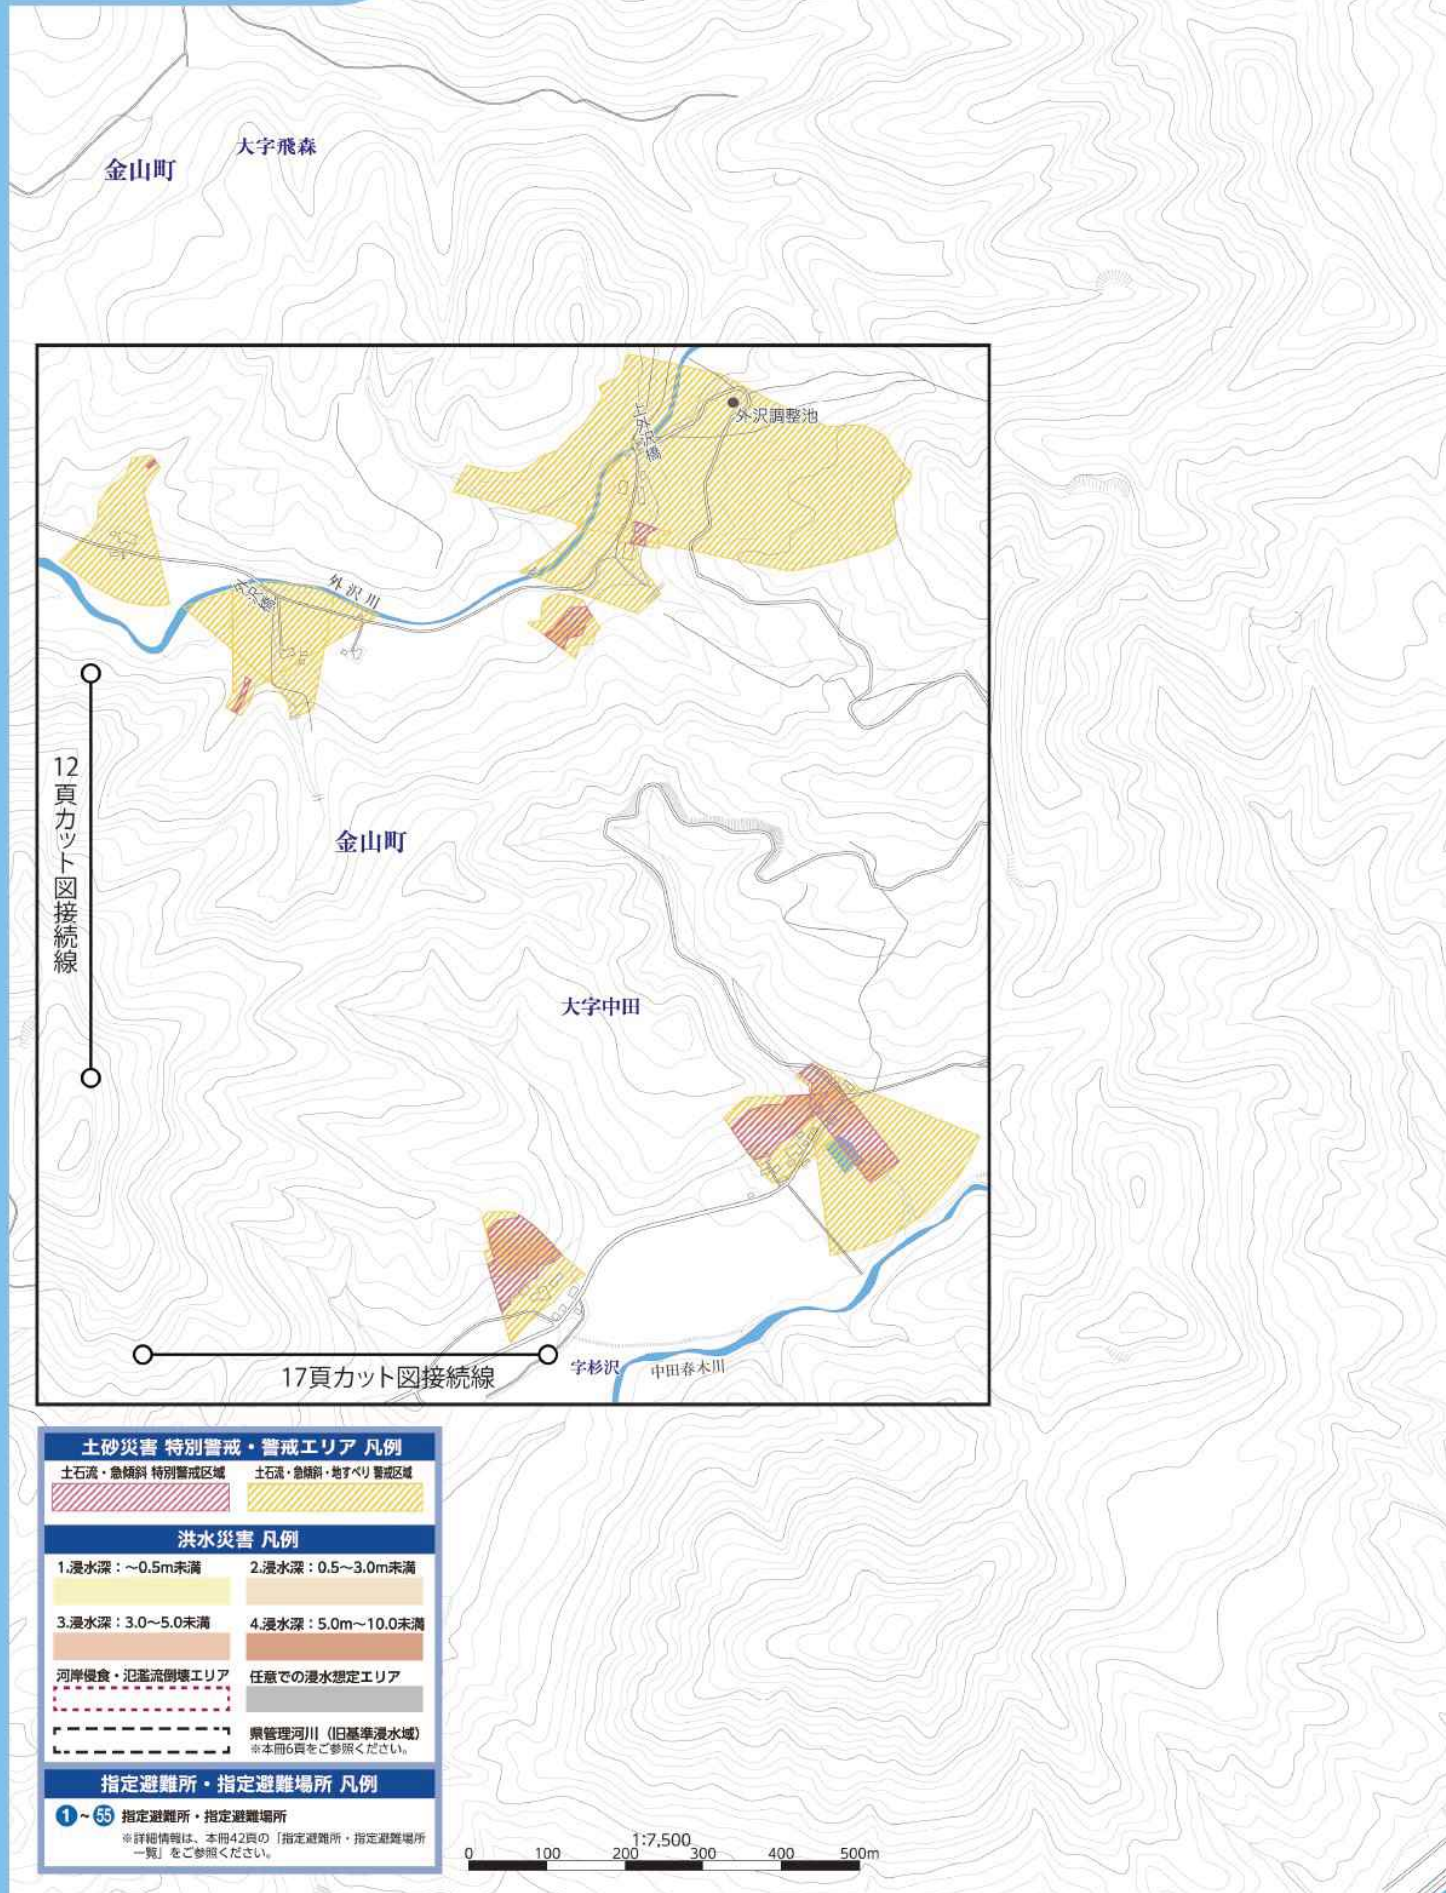 大字飛森
金山町
外沢調整池
上外沢橋
外沢川
外沢橋
12頁カット図接続線
金山町
大字中田
17頁カット図接続線
字杉沢
中田春木川
土砂災害 特別警戒・警戒エリア 凡例
土石流・急傾斜 特別警戒区域
土石流・急傾斜・地すべり 警戒区域
洪水災害 凡例
1.浸水深：～0.5m未満
2.浸水深：0.5～3.0m未満
3.浸水深：3.0～5.0未満
4.浸水深：5.0m～10.0未満
河岸侵食・氾濫流倒壊エリア
任意での浸水想定エリア
県管理河川（旧基準浸水域）
※本冊6頁をご参照ください。
指定避難所・指定避難場所 凡例
1～55 指定避難所・指定避難場所
※詳細情報は、本冊42頁の「指定避難所・指定避難場所
一覧」をご参照ください。
1:7,500
0 100 200 300 400 500m